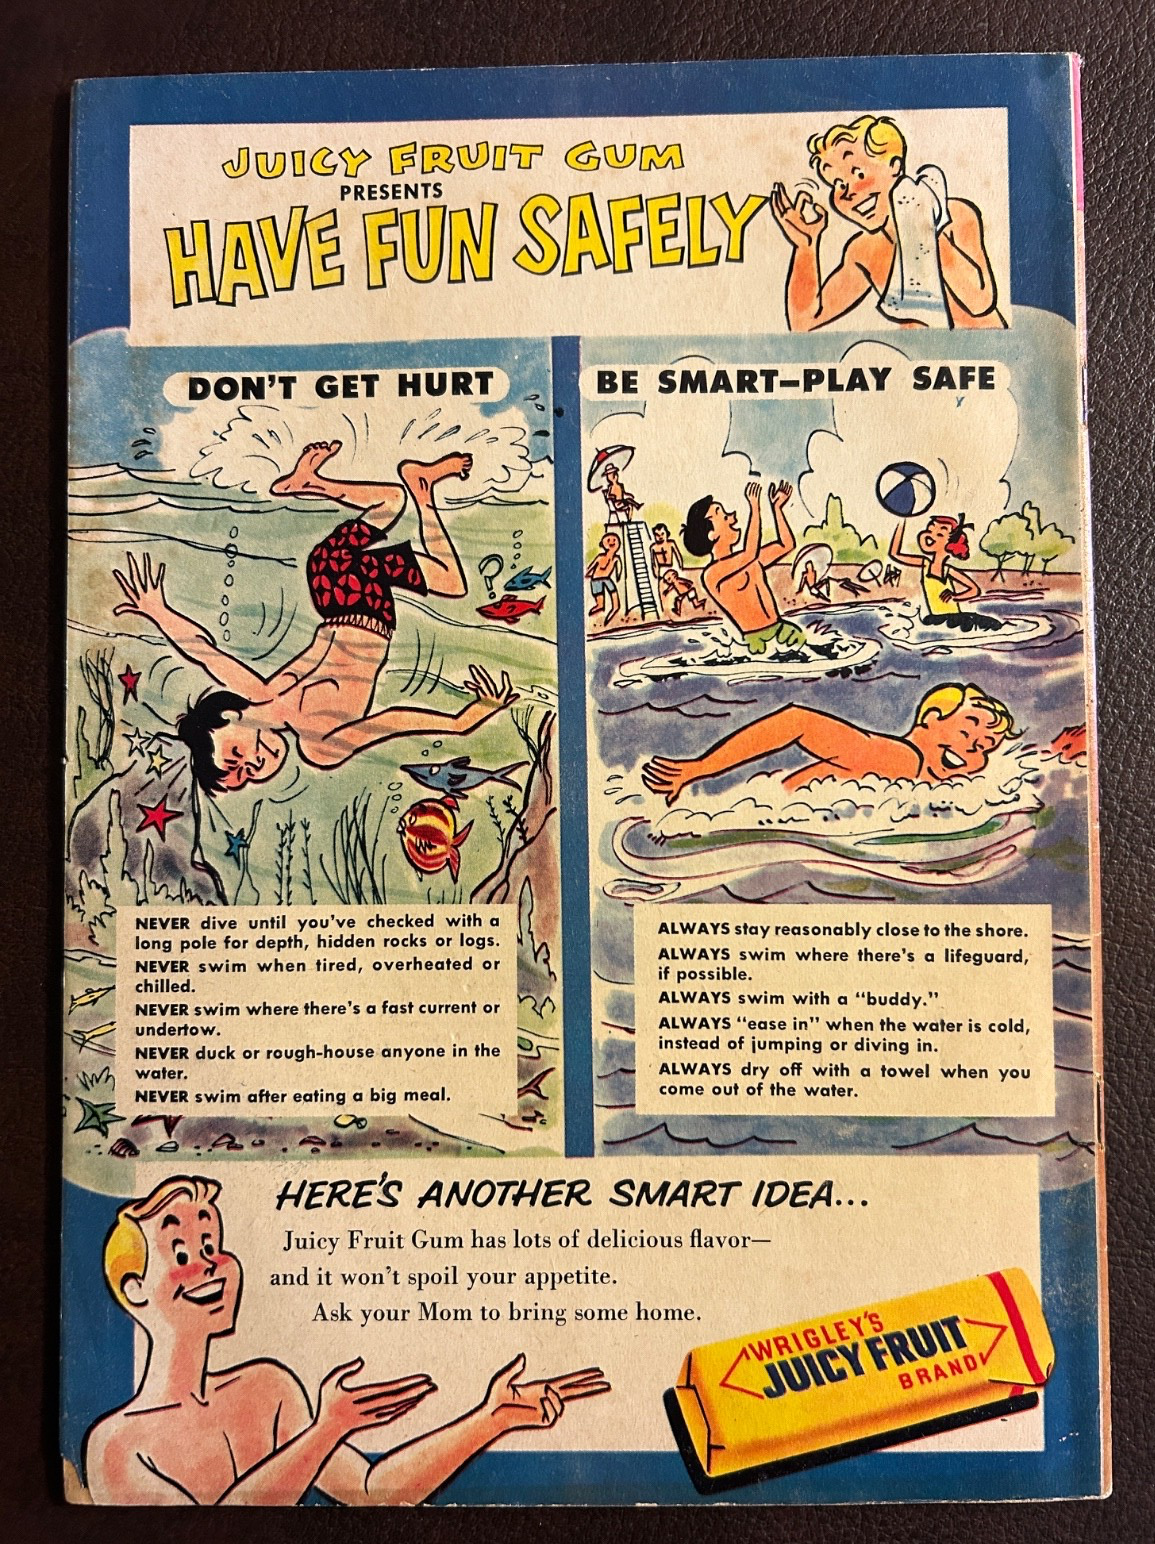 JUICY FRUIT GUM
PRESENTS
HAVE FUN SAFELY
DON'T GET HURT
?
NEVER dive until you've checked with a
long pole for depth, hidden rocks or logs.
NEVER swim when tired, overheated or
chilled.
NEVER swim where there's a fast current or
undertow.
NEVER duck or rough-house anyone in the
water.
NEVER swim after eating a big meal.
BE SMART—PLAY SAFE
ALWAYS stay reasonably close to the shore.
ALWAYS swim where there's a lifeguard,
if possible.
ALWAYS swim with a "buddy."
ALWAYS "ease in" when the water is cold,
instead of jumping or diving in.
ALWAYS dry off with a towel when you
come out of the water.
HERE'S ANOTHER SMART IDEA...
Juicy Fruit Gum has lots of delicious flavor—
and it won't spoil your appetite.
Ask your Mom to bring some home.
WRIGLEY'S
JUICY FRUIT
BRAND